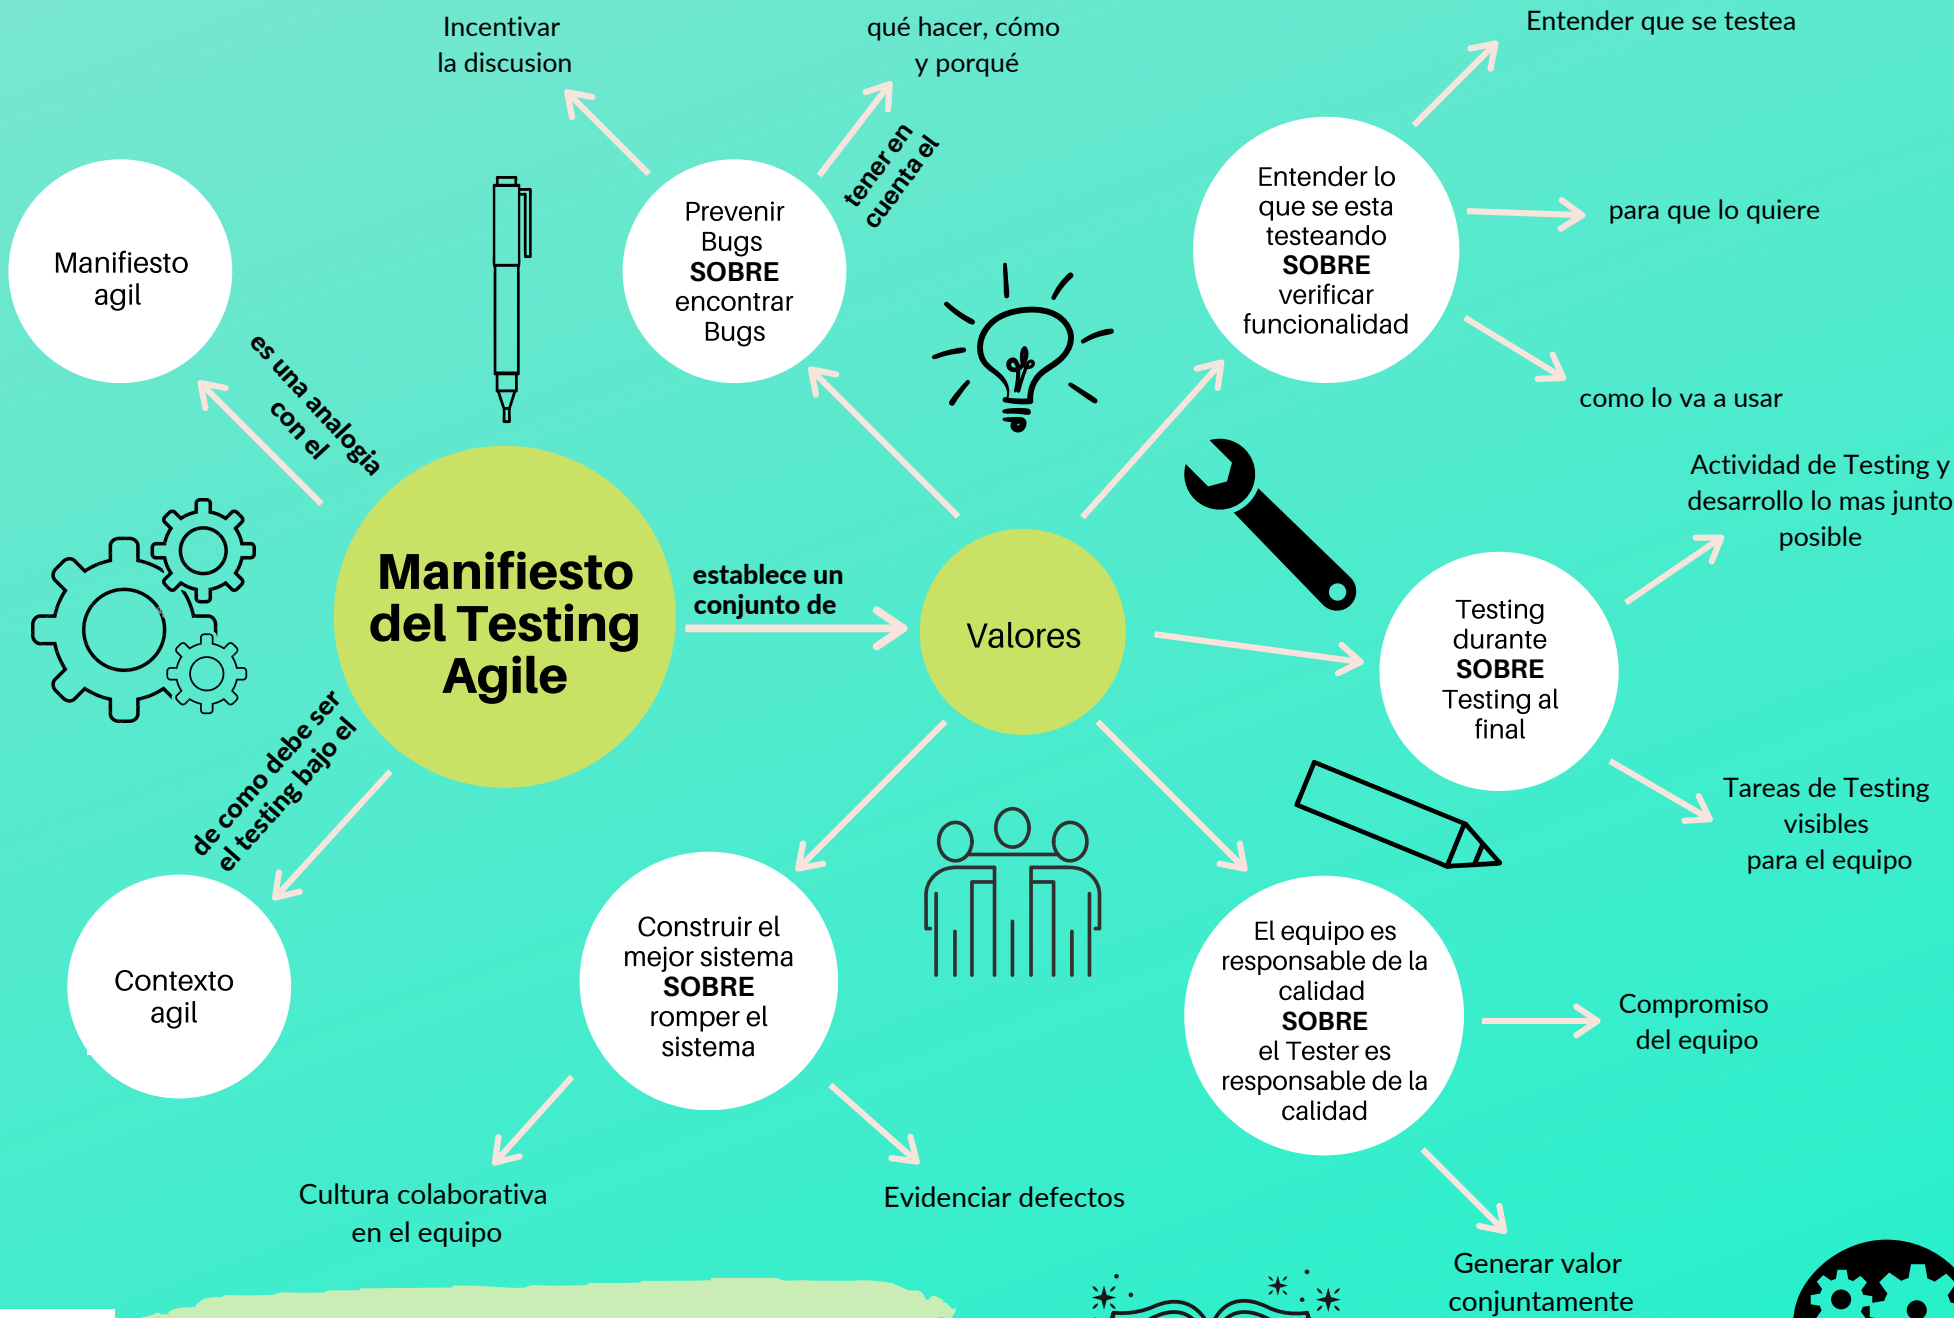 Incentivar
la discusion
qué hacer, cómo
y porqué
Entender que se testea
tener en
cuenta el
Manifiesto
agil
Prevenir
Bugs
SOBRE
encontrar
Bugs
Entender lo
que se esta
testeando
SOBRE
verificar
funcionalidad
para que lo quiere
como lo va a usar
es una analogia
con el
Manifiesto
del Testing
Agile
establece un
conjunto de
Valores
Actividad de Testing y
desarrollo lo mas junto
posible
Testing
durante
SOBRE
Testing al
final
Tareas de Testing
visibles
para el equipo
de como debe ser
el testing bajo el
Contexto
agil
Construir el
mejor sistema
SOBRE
romper el
sistema
El equipo es
responsable de la
calidad
SOBRE
el Tester es
responsable de la
calidad
Compromiso
del equipo
Cultura colaborativa
en el equipo
Evidenciar defectos
Generar valor
conjuntamente